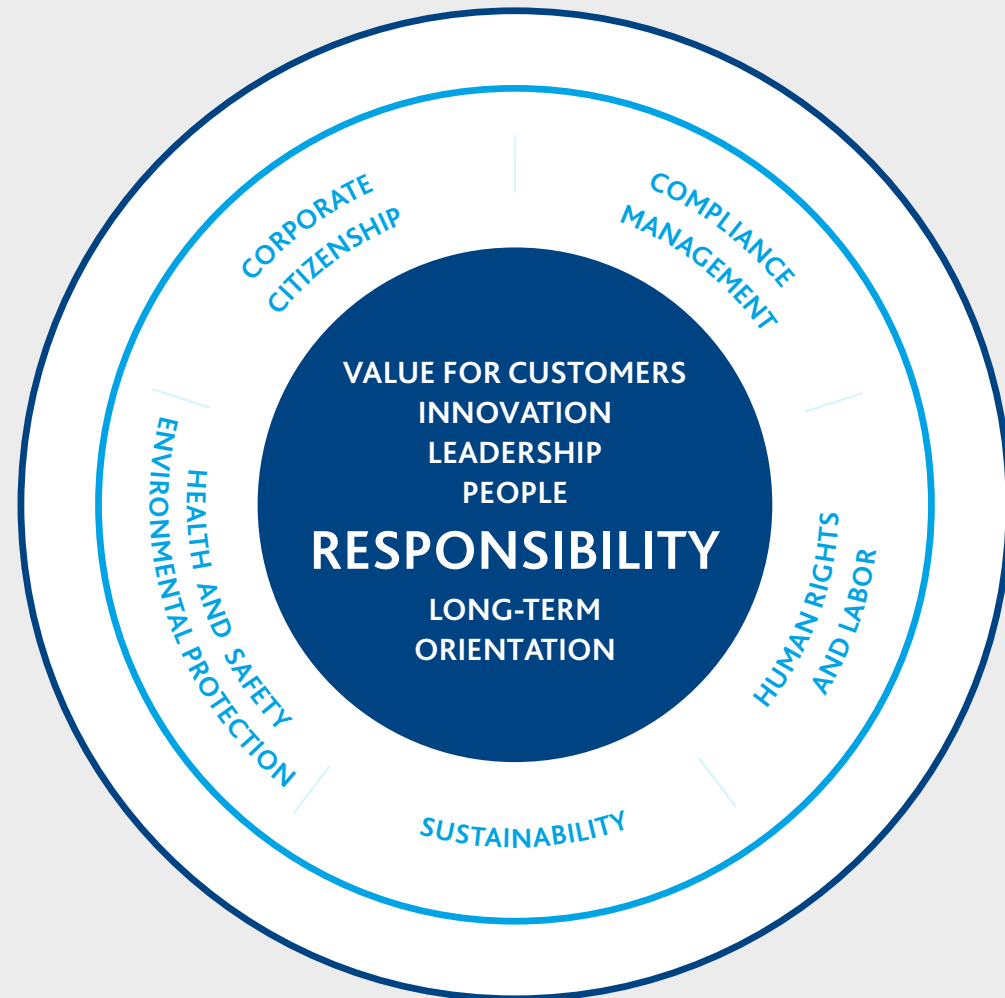 CORPORATE
CITIZENSHIP
COMPLIANCE
MANAGEMENT
VALUE FOR CUSTOMERS
INNOVATION
LEADERSHIP
PEOPLE
RESPONSIBILITY
LONG-TERM
ORIENTATION
HEALTH AND SAFETY
ENVIRONMENTAL PROTECTION
HUMAN RIGHTS
AND LABOR
SUSTAINABILITY